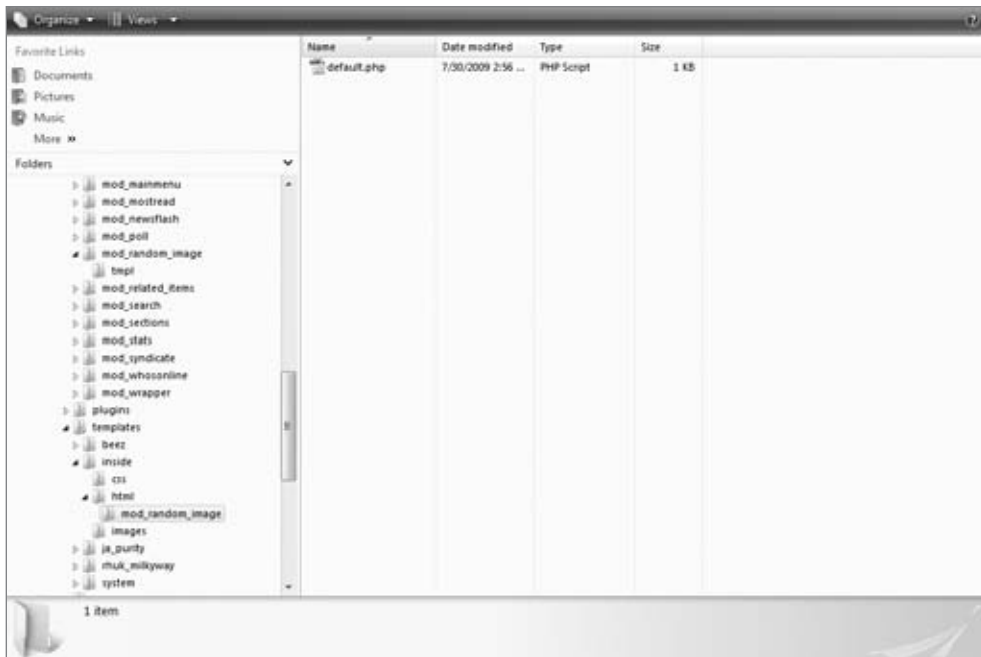 Organize Views
Favorite Links
Documents
Pictures
Music
More »
Folders
mod_mainmenu
mod_mostread
mod_newsflash
mod_poll
mod_random_image
tmpl
mod_related_items
mod_search
mod_sections
mod_stats
mod_syndicate
mod_whosonline
mod_wrapper
plugins
templates
beez
inside
css
html
mod_random_image
images
ja_purity
rhuk_milkyway
system
Name Date modified Type Size
default.php 7/30/2009 2:56 ... PHP Script 1 KB
1 item